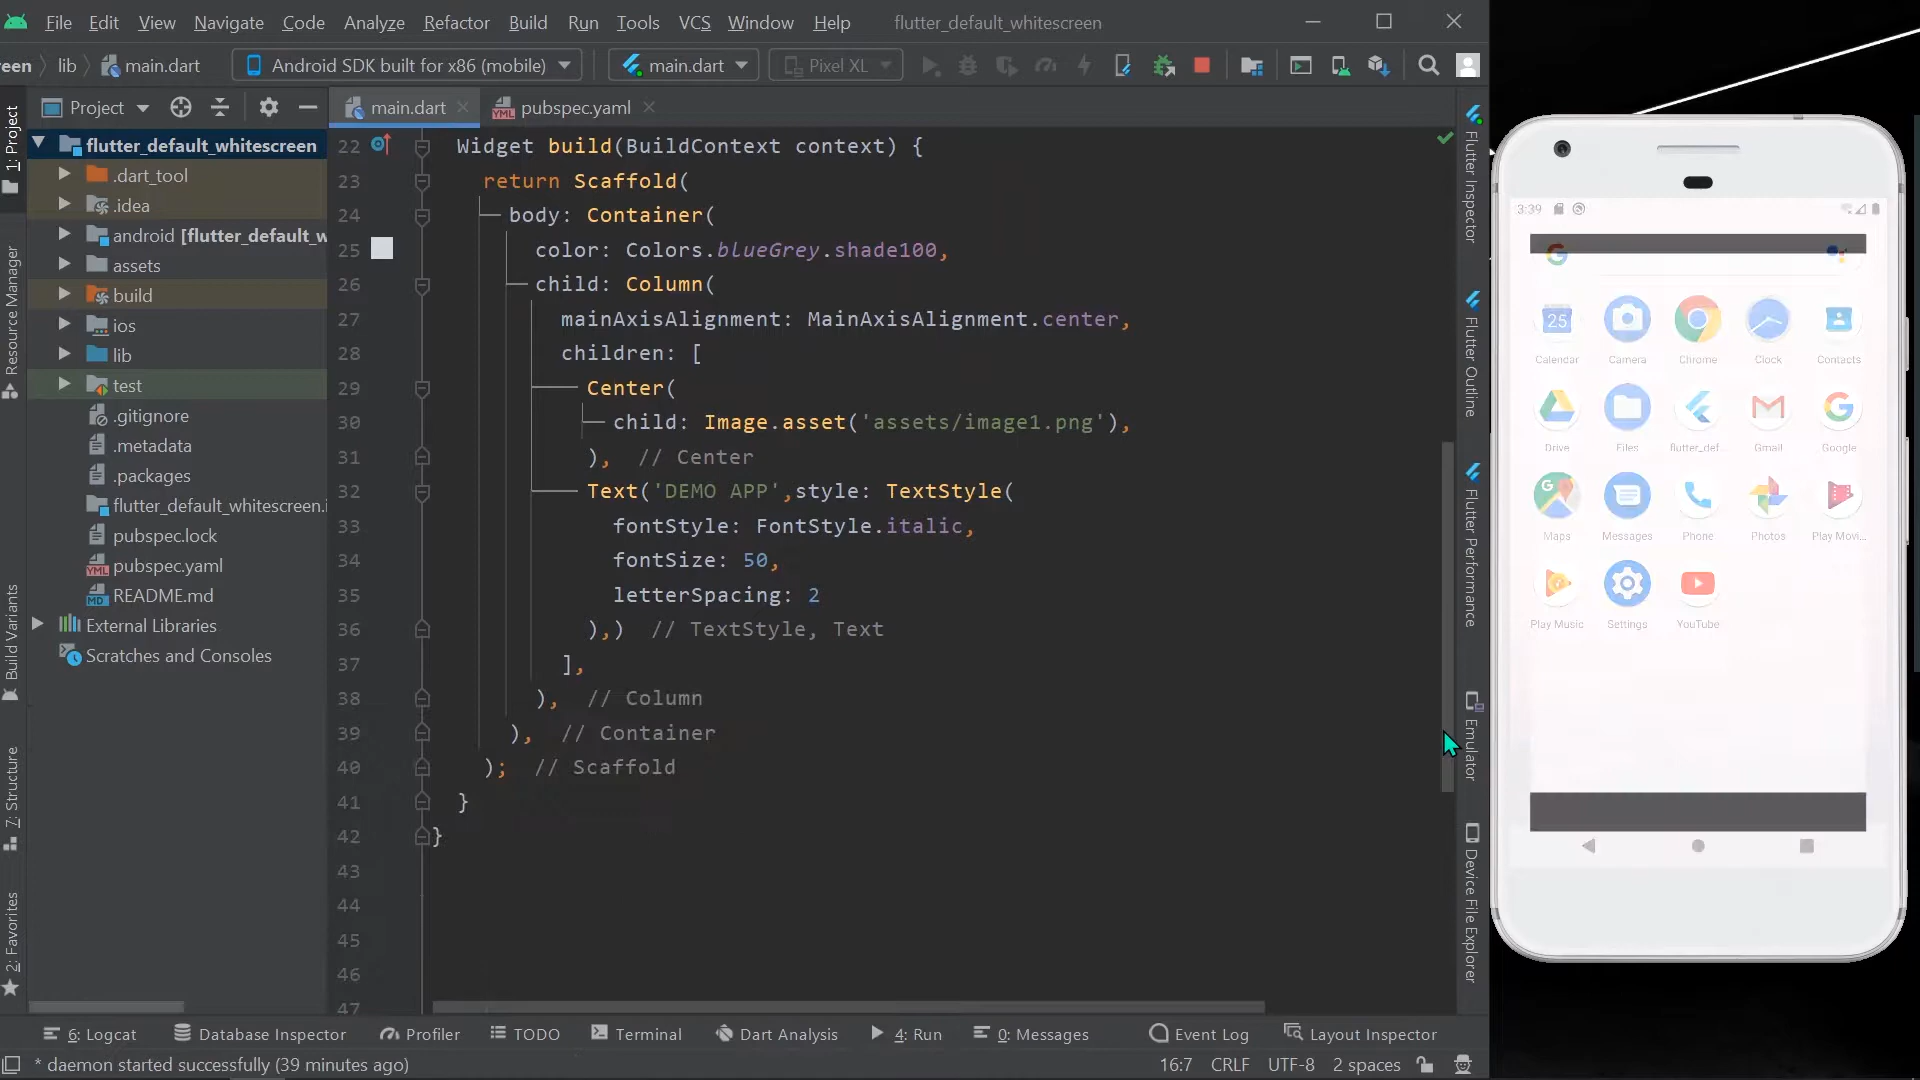 File Edit View Navigate Code Analyze Refactor Build Run Tools VCS Window Help flutter_default_whitescreen
een lib main.dart Android SDK built for x86 (mobile) main.dart Pixel XL
Project main.dart pubspec.yaml
flutter_default_whitescreen
.dart_tool
.idea
android [flutter_default_w
assets
build
ios
lib
test
.gitignore
.metadata
.packages
flutter_default_whitescreen.i
pubspec.lock
pubspec.yaml
README.md
External Libraries
Scratches and Consoles
1: Project
Resource Manager
Build Variants
7: Structure
2: Favorites
22 Widget build(BuildContext context) {
23 return Scaffold(
24 body: Container(
25 color: Colors.blueGrey.shade100,
26 child: Column(
27 mainAxisAlignment: MainAxisAlignment.center,
28 children: [
29 Center(
30 child: Image.asset('assets/image1.png'),
31 ), // Center
32 Text('DEMO APP',style: TextStyle(
33 fontStyle: FontStyle.italic,
34 fontSize: 50,
35 letterSpacing: 2
36 ),) // TextStyle, Text
37 ],
38 ), // Column
39 ), // Container
40 ); // Scaffold
41 }
42 }
43
44
45
46
47
Flutter Inspector
Flutter Outline
Flutter Performance
Emulator
Device File Explorer
3:39
25
Calendar Camera Chrome Clock Contacts
Drive Files flutter_def... Gmail Google
Maps Messages Phone Photos Play Movi...
Play Music Settings YouTube
6: Logcat Database Inspector Profiler TODO Terminal Dart Analysis 4: Run 0: Messages Event Log Layout Inspector
* daemon started successfully (39 minutes ago) 16:7 CRLF UTF-8 2 spaces